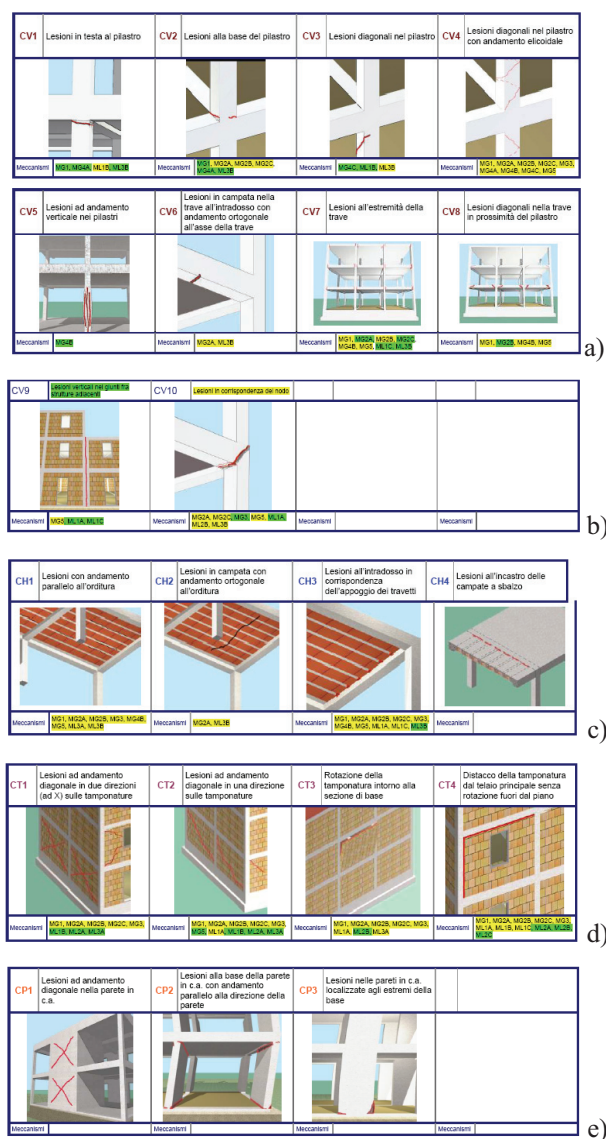 CV1 Lesioni in testa al pilastro
CV2 Lesioni alla base del pilastro
CV3 Lesioni diagonali nel pilastro
CV4 Lesioni diagonali nel pilastro
con andamento elicoidale
Meccanismi MG1, MG4A, ML1B, ML3B
Meccanismi MG1, MG2A, MG2B, MG2C,
MG4A, ML3B
Meccanismi MG4C, ML1B, ML3B
Meccanismi MG1, MG2A, MG2B, MG2C, MG3,
MG4A, MG4B, MG4C, MG5
CV5 Lesioni ad andamento
verticale nei pilastri
CV6 Lesioni in campata nella
trave all'intradosso con
andamento ortogonale
all'asse della trave
CV7 Lesioni all'estremità della
trave
CV8 Lesioni diagonali nella trave
in prossimità del pilastro
Meccanismi MG4B
Meccanismi MG2A, ML3B
Meccanismi MG1, MG2A, MG2B, MG2C,
MG4B, MG5, ML1C, ML3B
Meccanismi MG1, MG2B, MG4B, MG5
a)
CV9 Lesioni verticali nei giunti fra
strutture adiacenti
CV10 Lesioni in corrispondenza del nodo
Meccanismi MG5, ML1A, ML1C
Meccanismi MG2A, MG2C, MG3, MG5, ML1A,
ML2B, ML3B
Meccanismi
Meccanismi
b)
CH1 Lesioni con andamento
parallelo all'orditura
CH2 Lesioni in campata con
andamento ortogonale
all'orditura
CH3 Lesioni all'intradosso in
corrispondenza
dell'appoggio dei travetti
CH4 Lesioni all'incastro delle
campate a sbalzo
Meccanismi MG1, MG2A, MG2B, MG3, MG4B,
MG5, ML3A, ML3B
Meccanismi MG2A, ML3B
Meccanismi MG1, MG2A, MG2B, MG2C, MG3,
MG4B, MG5, ML1A, ML1C, ML3B
Meccanismi
c)
CT1 Lesioni ad andamento
diagonale in due direzioni
(ad X) sulle tamponature
CT2 Lesioni ad andamento
diagonale in una direzione
sulle tamponature
CT3 Rotazione della
tamponatura intorno alla
sezione di base
CT4 Distacco della tamponatura
dal telaio principale senza
rotazione fuori dal piano
Meccanismi MG1, MG2A, MG2B, MG2C, MG3,
ML1B, ML2A, ML3A
Meccanismi MG1, MG2A, MG2B, MG2C, MG3,
MG5, ML1A, ML1B, ML2A, ML3A
Meccanismi MG1, MG2A, MG2B, MG2C, MG3,
ML1A, ML2B, ML3A
Meccanismi MG1, MG2A, MG2B, MG2C, MG3,
ML1A, ML1B, ML1C, ML2A, ML2B,
ML2C
d)
CP1 Lesioni ad andamento
diagonale nella parete in
c.a.
CP2 Lesioni alla base della parete
in c.a. con andamento
parallelo alla direzione della
parete
CP3 Lesioni nelle pareti in c.a.
localizzate agli estremi della
base
Meccanismi
Meccanismi
Meccanismi
Meccanismi
e)